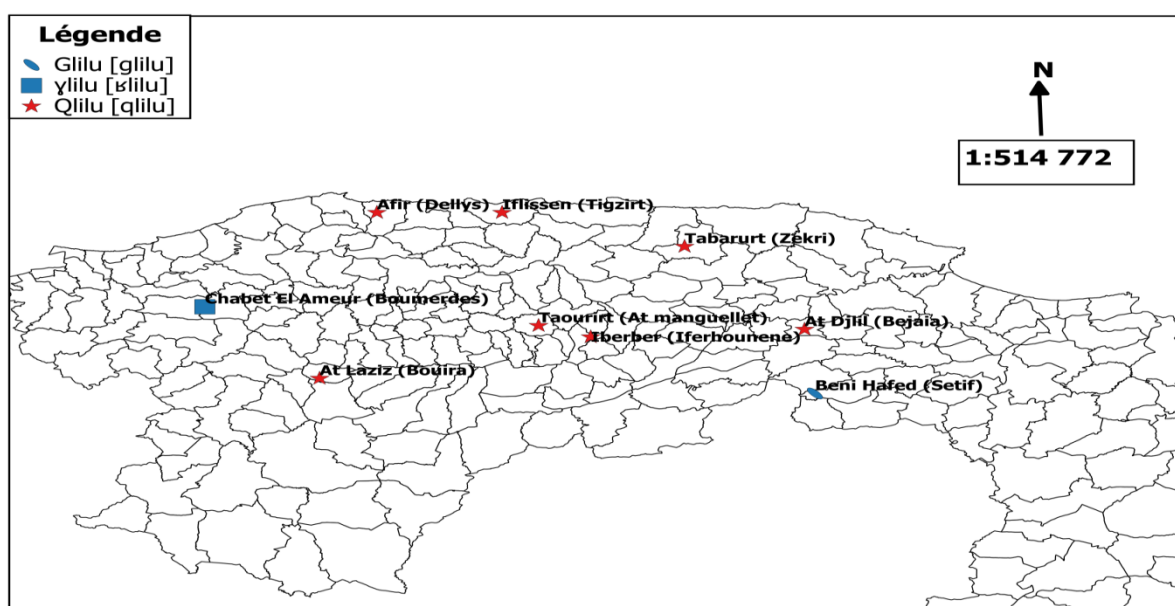 Légende
Glilu [glilu]
Ɣlilu [ʁlilu]
Qlilu [qlilu]
N
1:514 772
Afir (Dellys)
Iflissen (Tigzirt)
Tabarurt (Zekri)
Chabet El Ameur (Boumerdes)
Taourirt (At manguellet)
Iberber (Iferhounene)
At Djlil (Bejaia)
At Laziz (Bouira)
Beni Hafed (Setif)